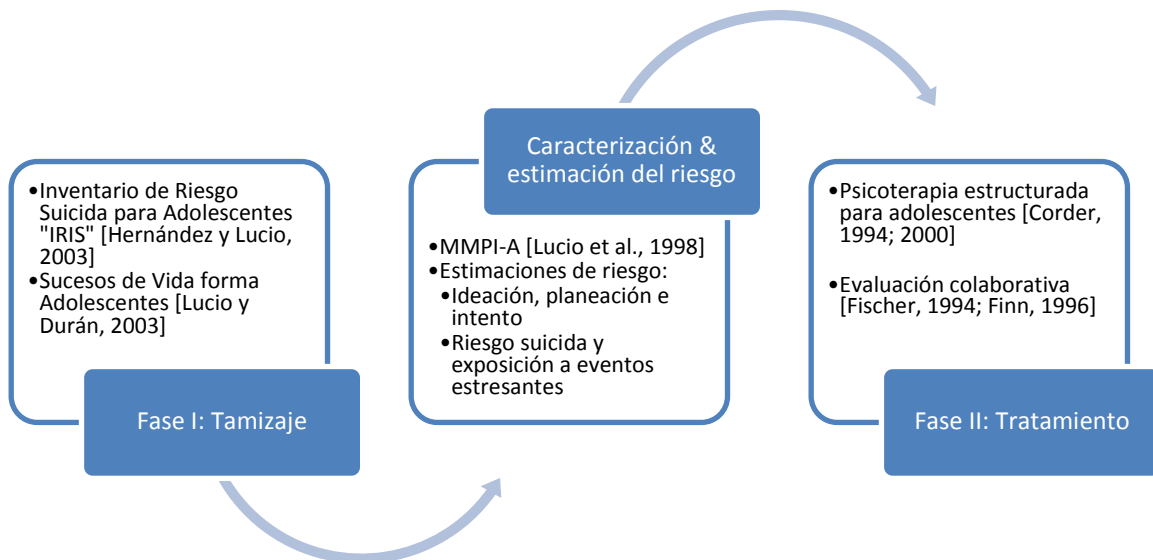 •Inventario de Riesgo
Suicida para Adolescentes
"IRIS" [Hernández y Lucio,
2003]
•Sucesos de Vida forma
Adolescentes [Lucio y
Durán, 2003]
Fase I: Tamizaje
Caracterización &
estimación del riesgo
•MMPI-A [Lucio et al., 1998]
•Estimaciones de riesgo:
•Ideación, planeación e
intento
•Riesgo suicida y
exposición a eventos
estresantes
•Psicoterapia estructurada
para adolescentes [Corder,
1994; 2000]
•Evaluación colaborativa
[Fischer, 1994; Finn, 1996]
Fase II: Tratamiento